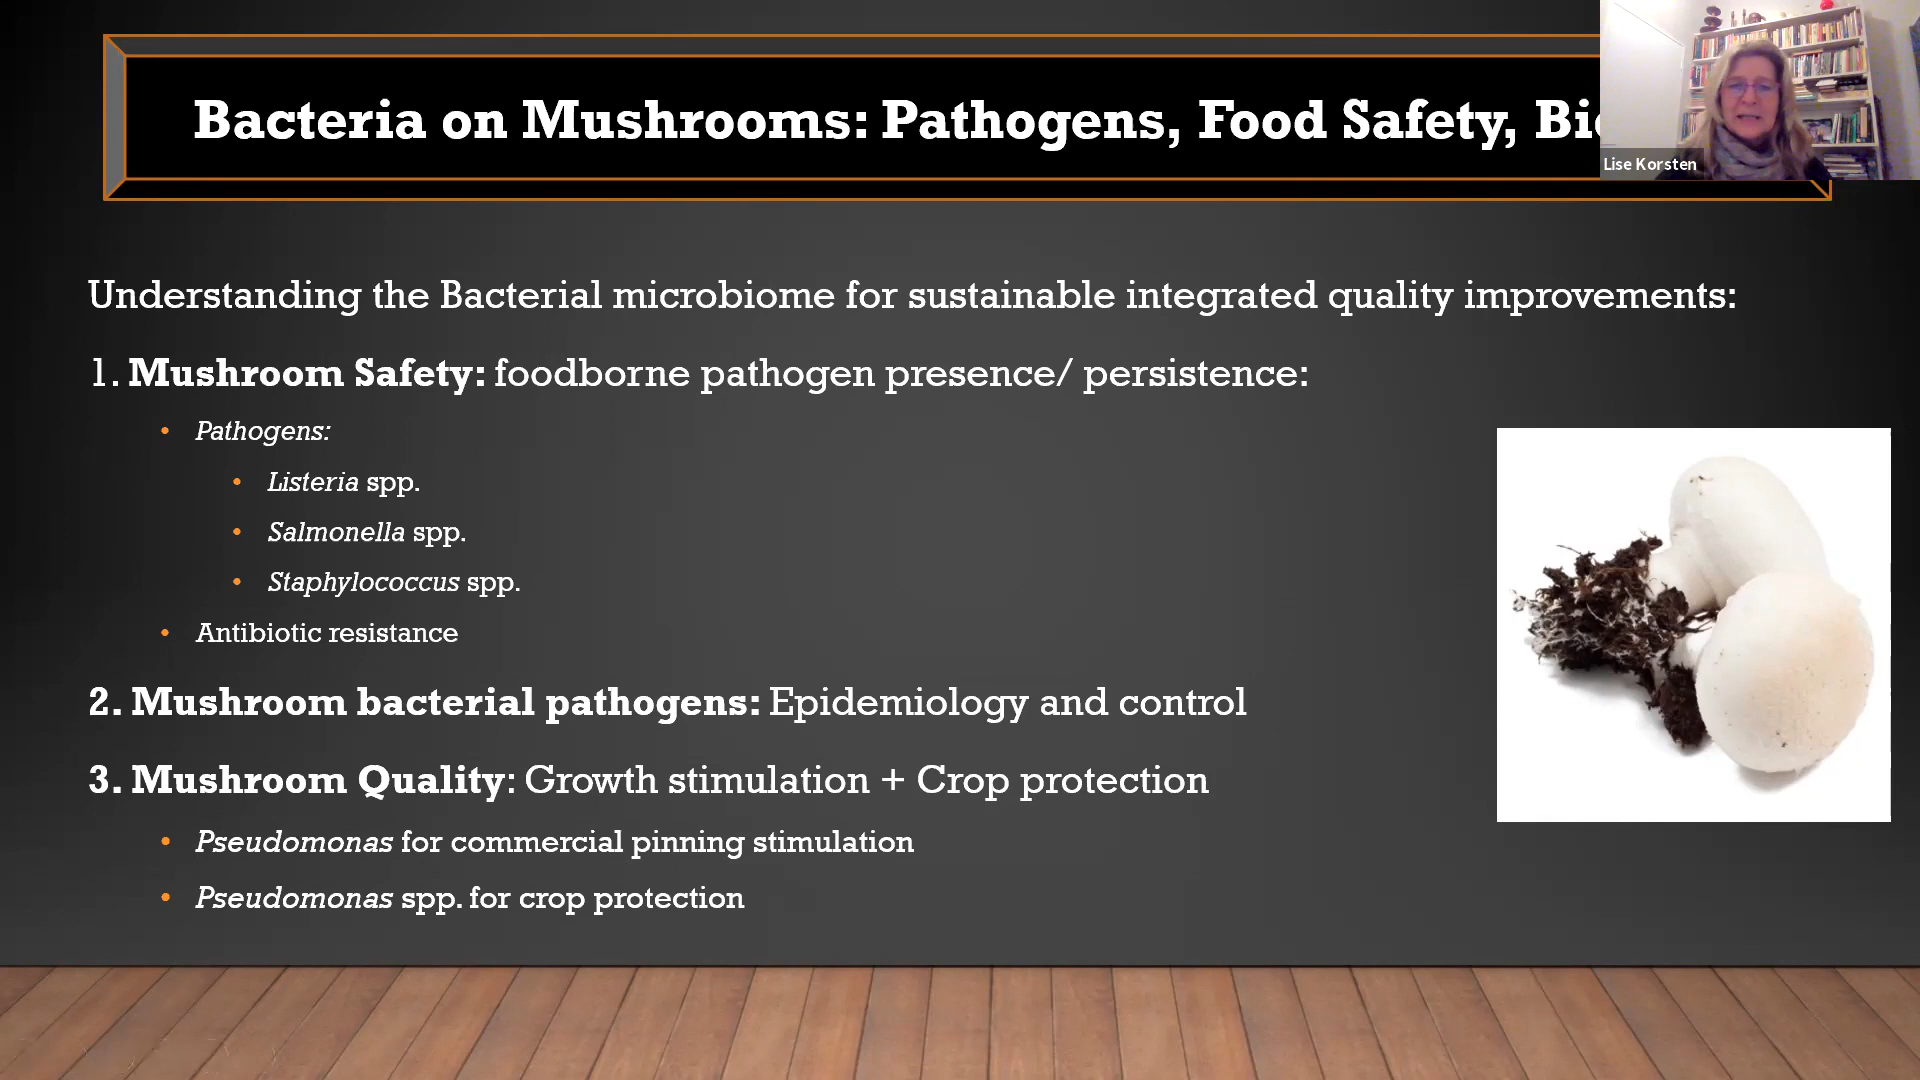 Bacteria on Mushrooms: Pathogens, Food Safety,
Lise Korsten
Understanding the Bacterial microbiome for sustainable integrated quality improvements:
1. Mushroom Safety: foodborne pathogen presence/ persistence:
• Pathogens:
• Listeria spp.
• Salmonella spp.
• Staphylococcus spp.
• Antibiotic resistance
2. Mushroom bacterial pathogens: Epidemiology and control
3. Mushroom Quality: Growth stimulation + Crop protection
• Pseudomonas for commercial pinning stimulation
• Pseudomonas spp. for crop protection